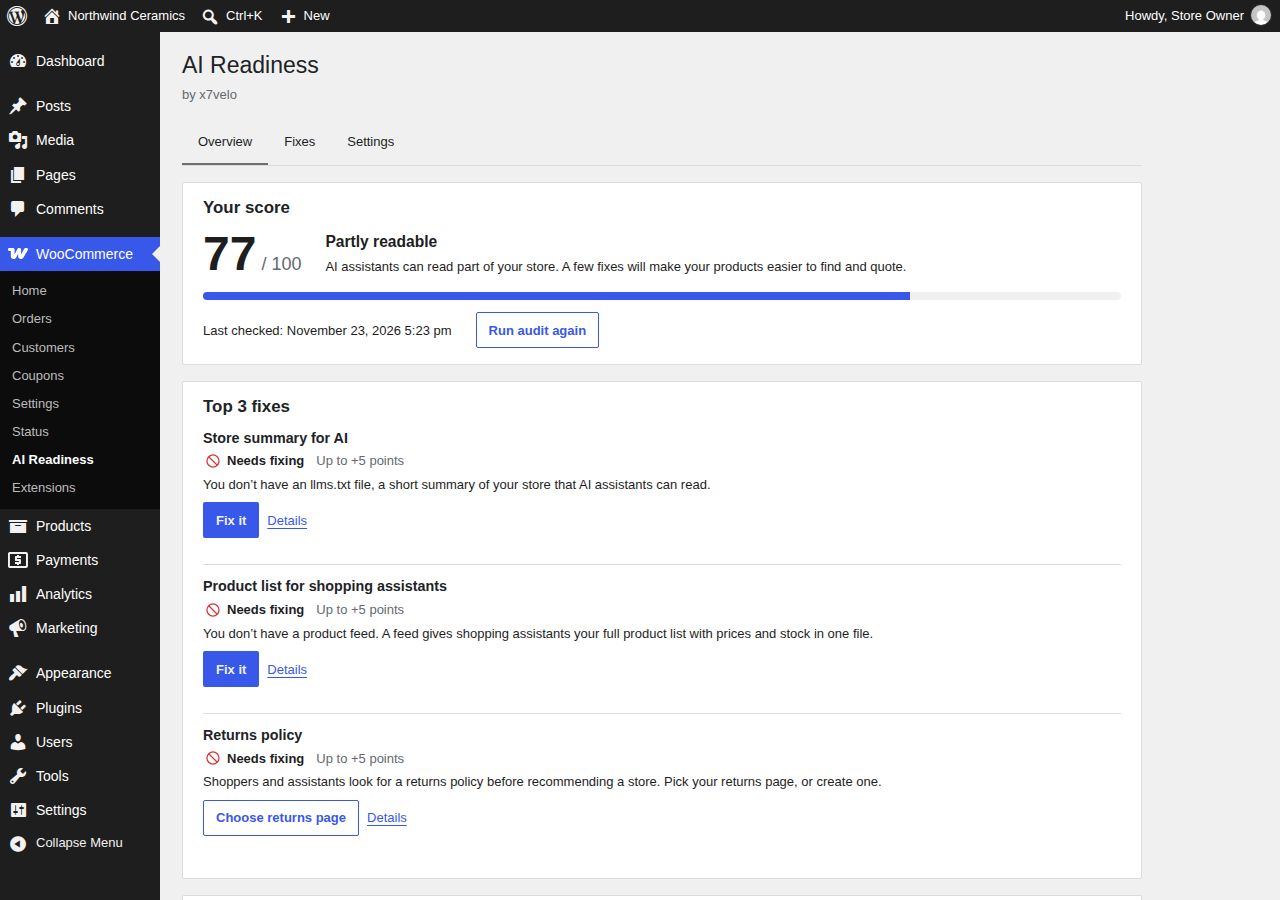 Northwind Ceramics Ctrl+K New Howdy, Store Owner
Dashboard
Posts
Media
Pages
Comments
WooCommerce
Home
Orders
Customers
Coupons
Settings
Status
AI Readiness
Extensions
Products
Payments
Analytics
Marketing
Appearance
Plugins
Users
Tools
Settings
Collapse Menu
AI Readiness
by x7velo
Overview Fixes Settings
Your score
77 / 100
Partly readable
AI assistants can read part of your store. A few fixes will make your products easier to find and quote.
Last checked: November 23, 2026 5:23 pm Run audit again
Top 3 fixes
Store summary for AI
Needs fixing Up to +5 points
You don’t have an llms.txt file, a short summary of your store that AI assistants can read.
Fix it Details
Product list for shopping assistants
Needs fixing Up to +5 points
You don’t have a product feed. A feed gives shopping assistants your full product list with prices and stock in one file.
Fix it Details
Returns policy
Needs fixing Up to +5 points
Shoppers and assistants look for a returns policy before recommending a store. Pick your returns page, or create one.
Choose returns page Details